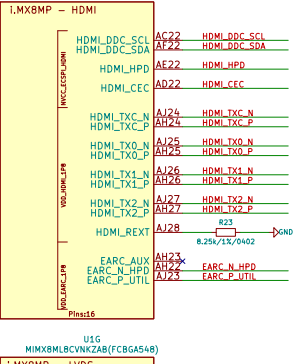 i.MX8MP - HDMI
NVCC_ECSPI_HDMI
HDMI_DDC_SCL AC22 HDMI_DDC_SCL
HDMI_DDC_SDA AF22 HDMI_DDC_SDA
HDMI_HPD AE22 HDMI_HPD
HDMI_CEC AD22 HDMI_CEC
VDD_HDMI_1P8
HDMI_TXC_N AJ24 HDMI_TXC_N
HDMI_TXC_P AH24 HDMI_TXC_P
HDMI_TX0_N AJ25 HDMI_TX0_N
HDMI_TX0_P AH25 HDMI_TX0_P
HDMI_TX1_N AJ26 HDMI_TX1_N
HDMI_TX1_P AH26 HDMI_TX1_P
HDMI_TX2_N AJ27 HDMI_TX2_N
HDMI_TX2_P AH27 HDMI_TX2_P
R23
HDMI_REXT AJ28 GND
8.25k/1%/0402
VDD_EARC_1P8
EARC_AUX AH23
EARC_N_HPD AH22 EARC_N_HPD
EARC_P_UTIL AJ23 EARC_P_UTIL
Pins:16
U1G
MIMX8ML8CVNKZAB(FCBGA548)
i.MX8MP - LVDS